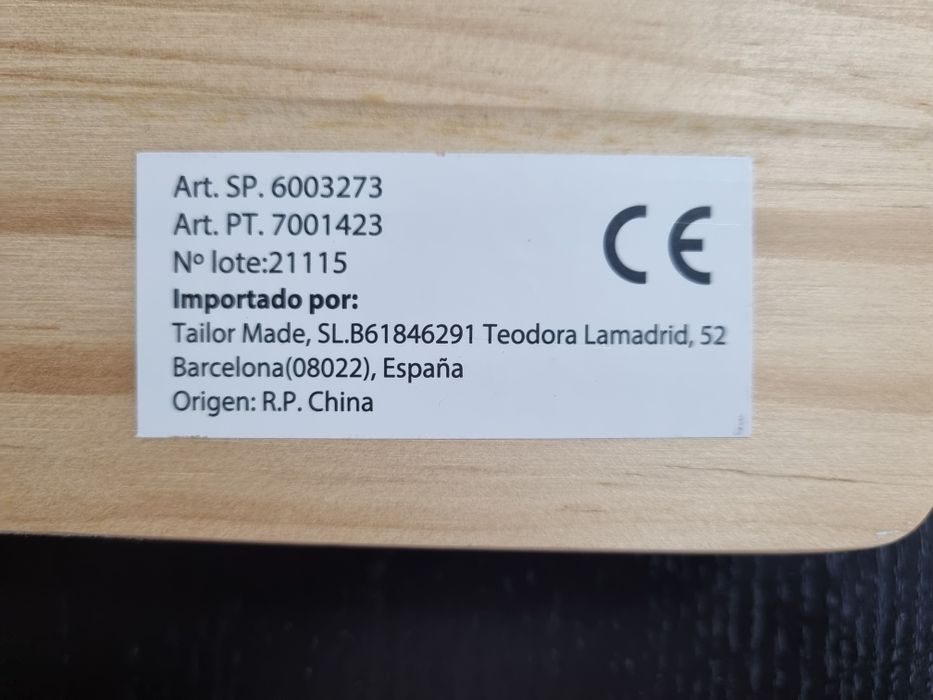 Art. SP. 6003273
Art. PT. 7001423
Nº lote:21115
Importado por:
Tailor Made, SL.B61846291 Teodora Lamadrid, 52
Barcelona(08022), España
Origen: R.P. China
CE